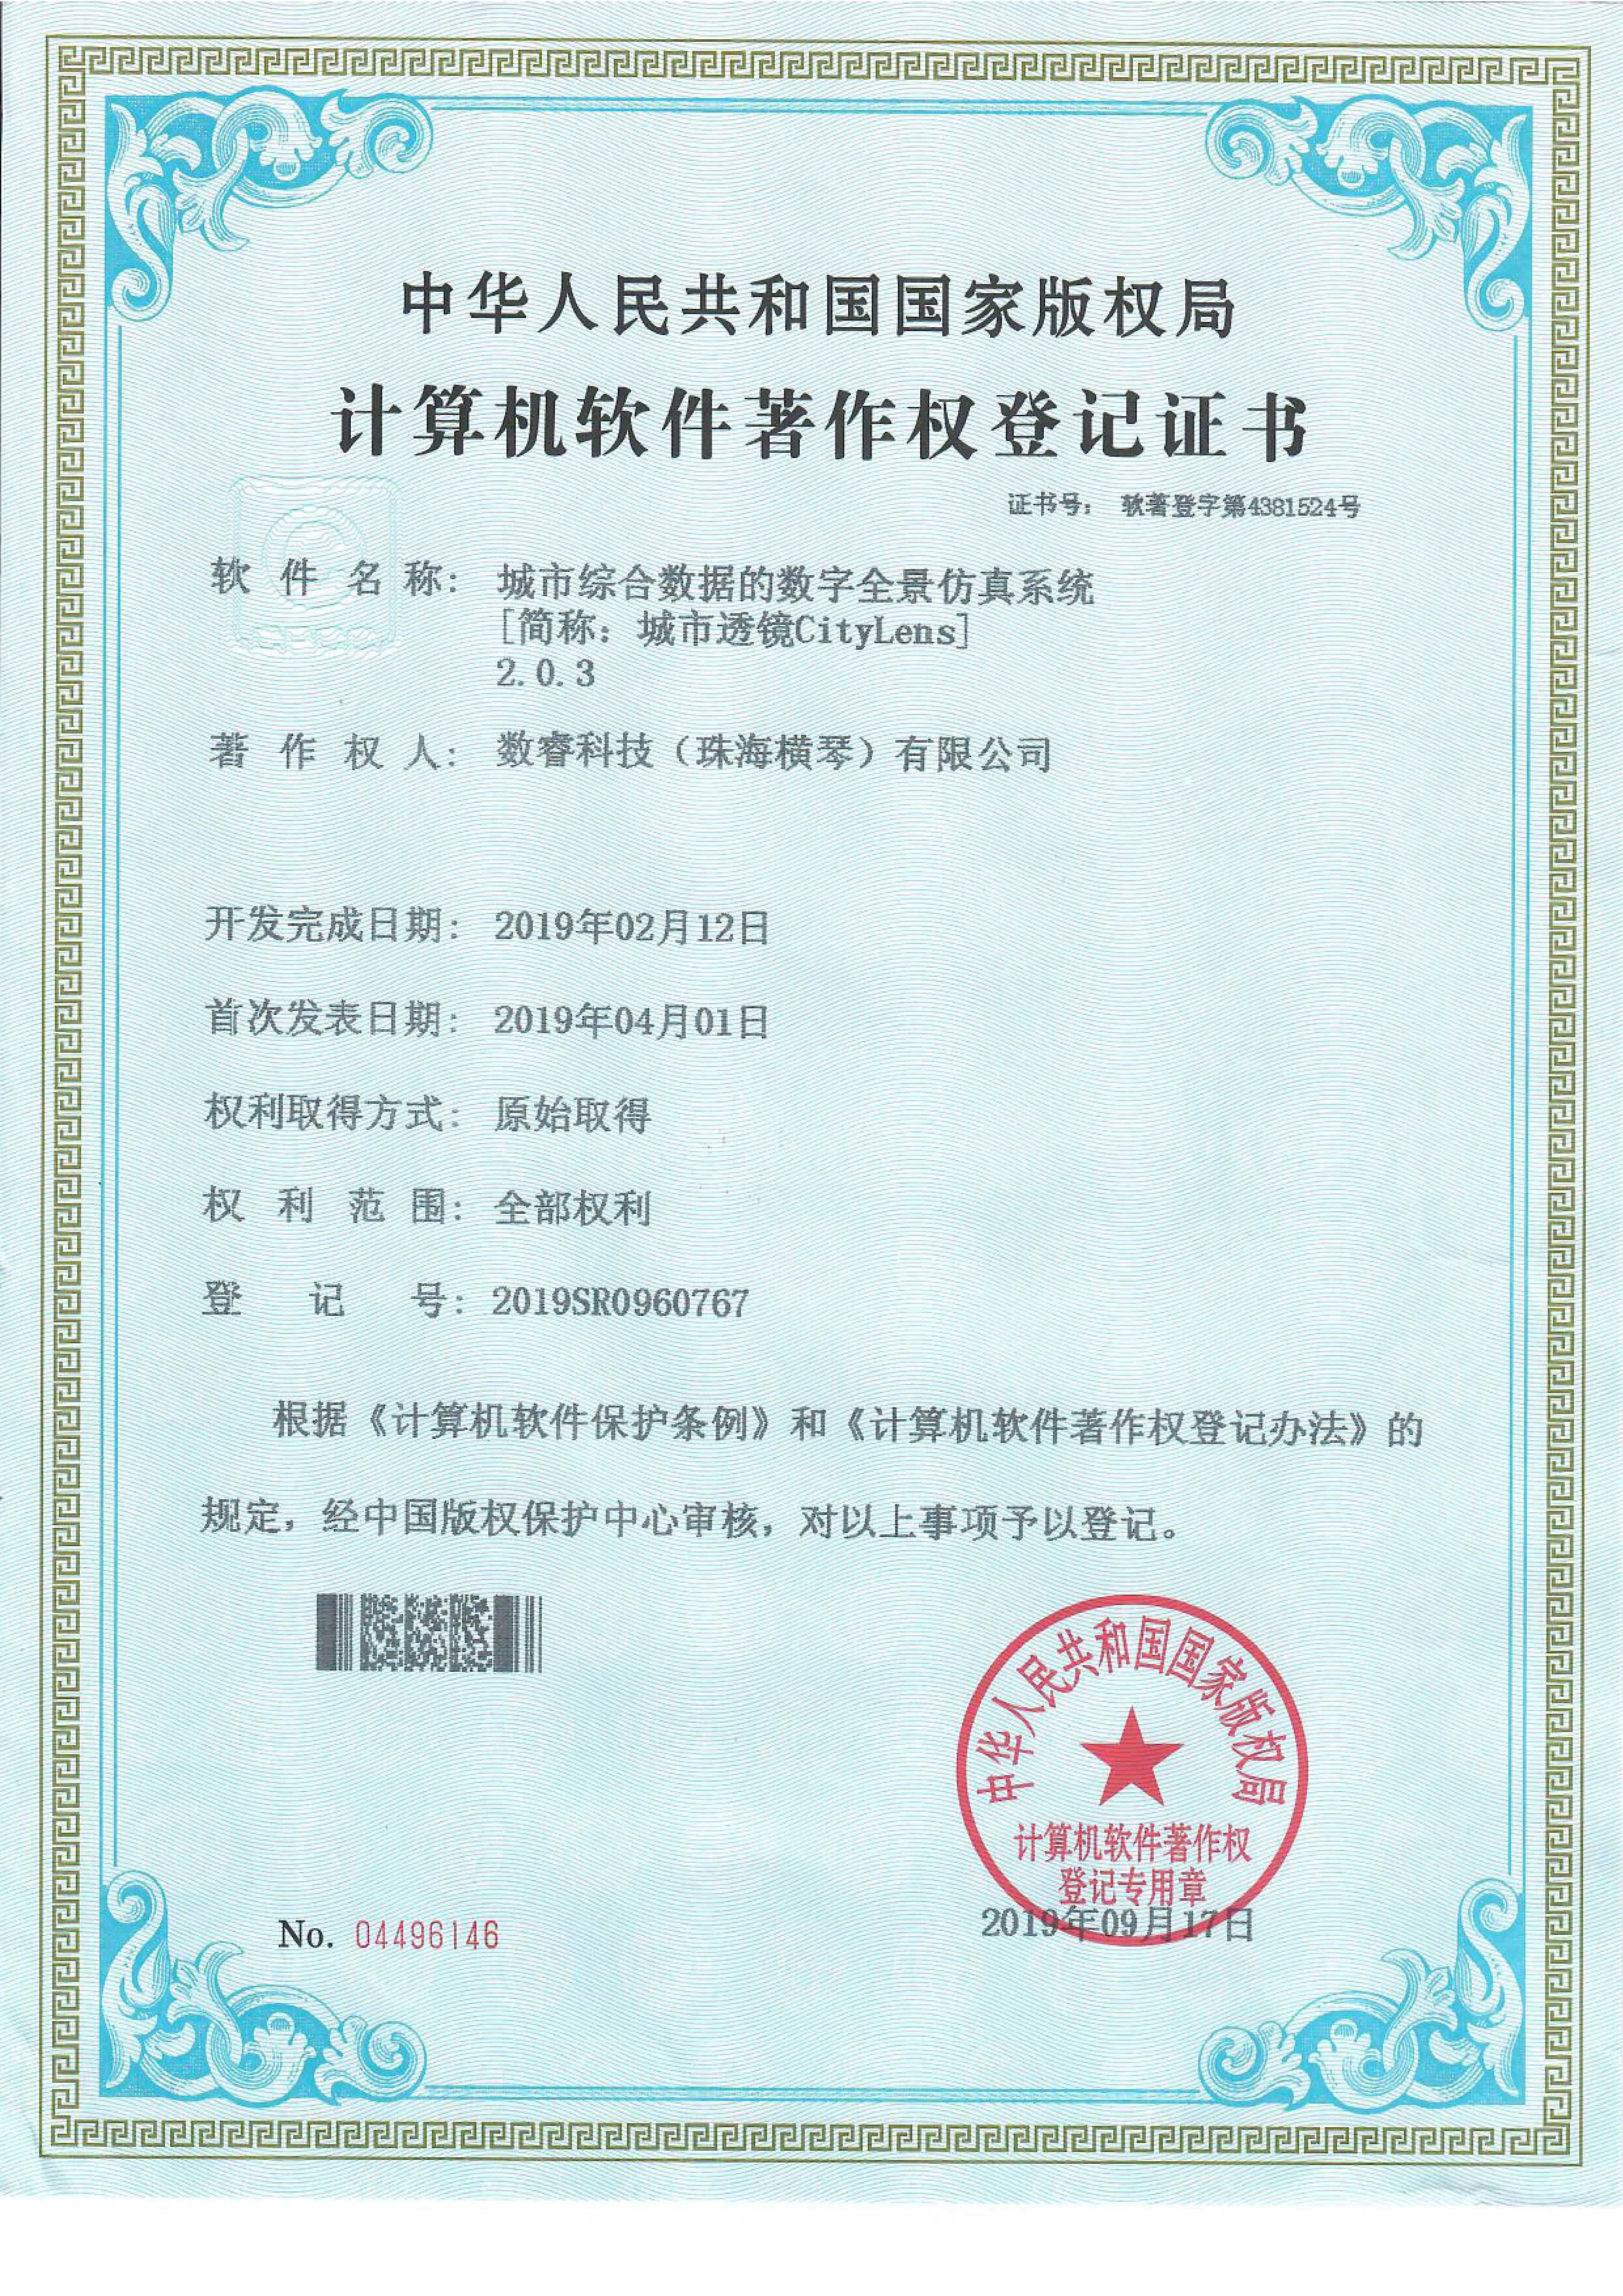 中华人民共和国国家版权局
计算机软件著作权登记证书
证书号： 软著登字第4381524号
软件名称： 城市综合数据的数字全景仿真系统
[简称：城市透镜CityLens]
2.0.3
著作权人： 数睿科技（珠海横琴）有限公司
开发完成日期： 2019年02月12日
首次发表日期： 2019年04月01日
权利取得方式： 原始取得
权利范围： 全部权利
登记号： 2019SR0960767
根据《计算机软件保护条例》和《计算机软件著作权登记办法》的
规定，经中国版权保护中心审核，对以上事项予以登记。
中华人民共和国国家版权局
计算机软件著作权
登记专用章
No. 04496146
2019年09月17日